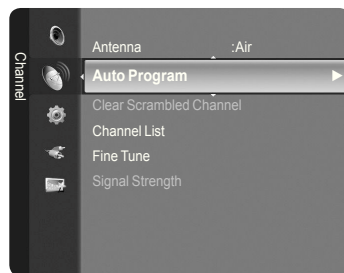 Channel
Antenna :Air
Auto Program
Clear Scrambled Channel
Channel List
Fine Tune
Signal Strength